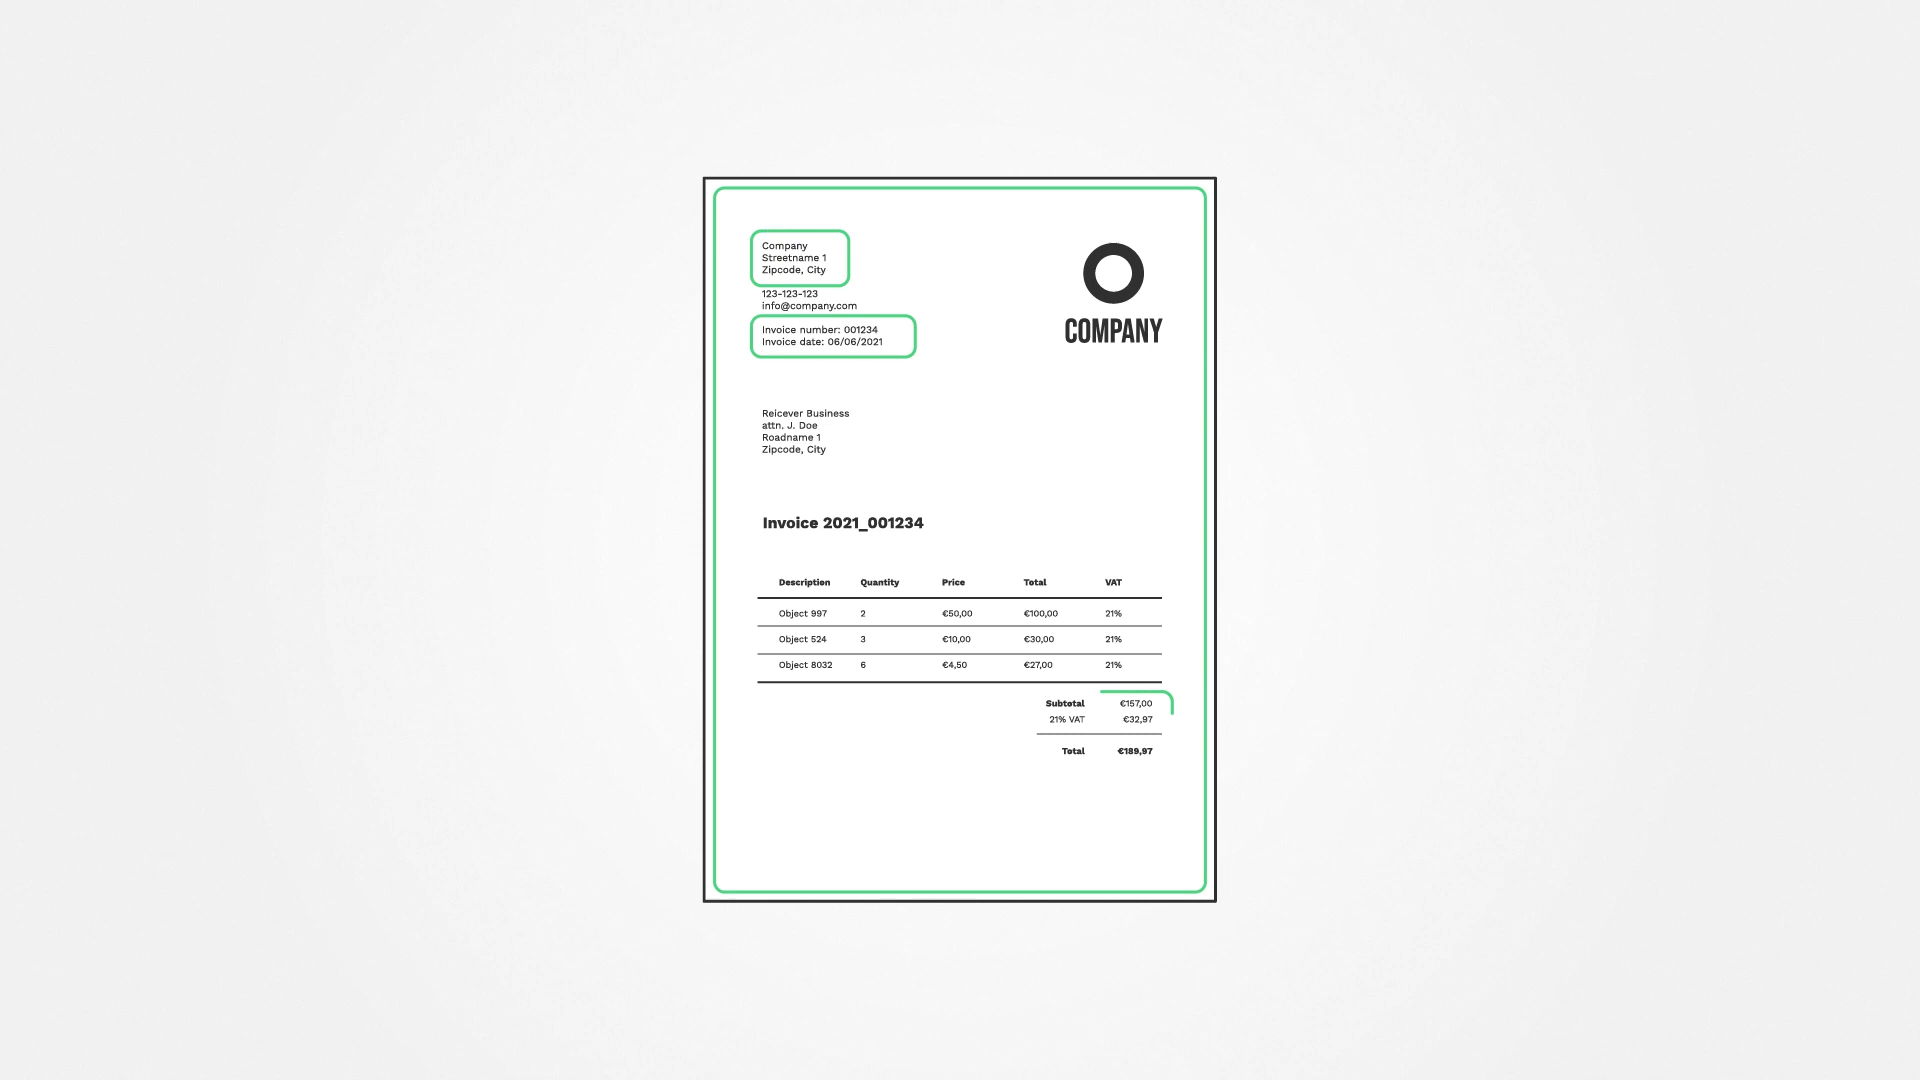 Company
Streetname 1
Zipcode, City
123-123-123
info@company.com
Invoice number: 001234
Invoice date: 06/06/2021
COMPANY
Reicever Business
attn. J. Doe
Roadname 1
Zipcode, City
Invoice 2021_001234
Description Quantity Price Total VAT
Object 997 2 €50,00 €100,00 21%
Object 524 3 €10,00 €30,00 21%
Object 8032 6 €4,50 €27,00 21%
Subtotal €157,00
21% VAT €32,97
Total €189,97